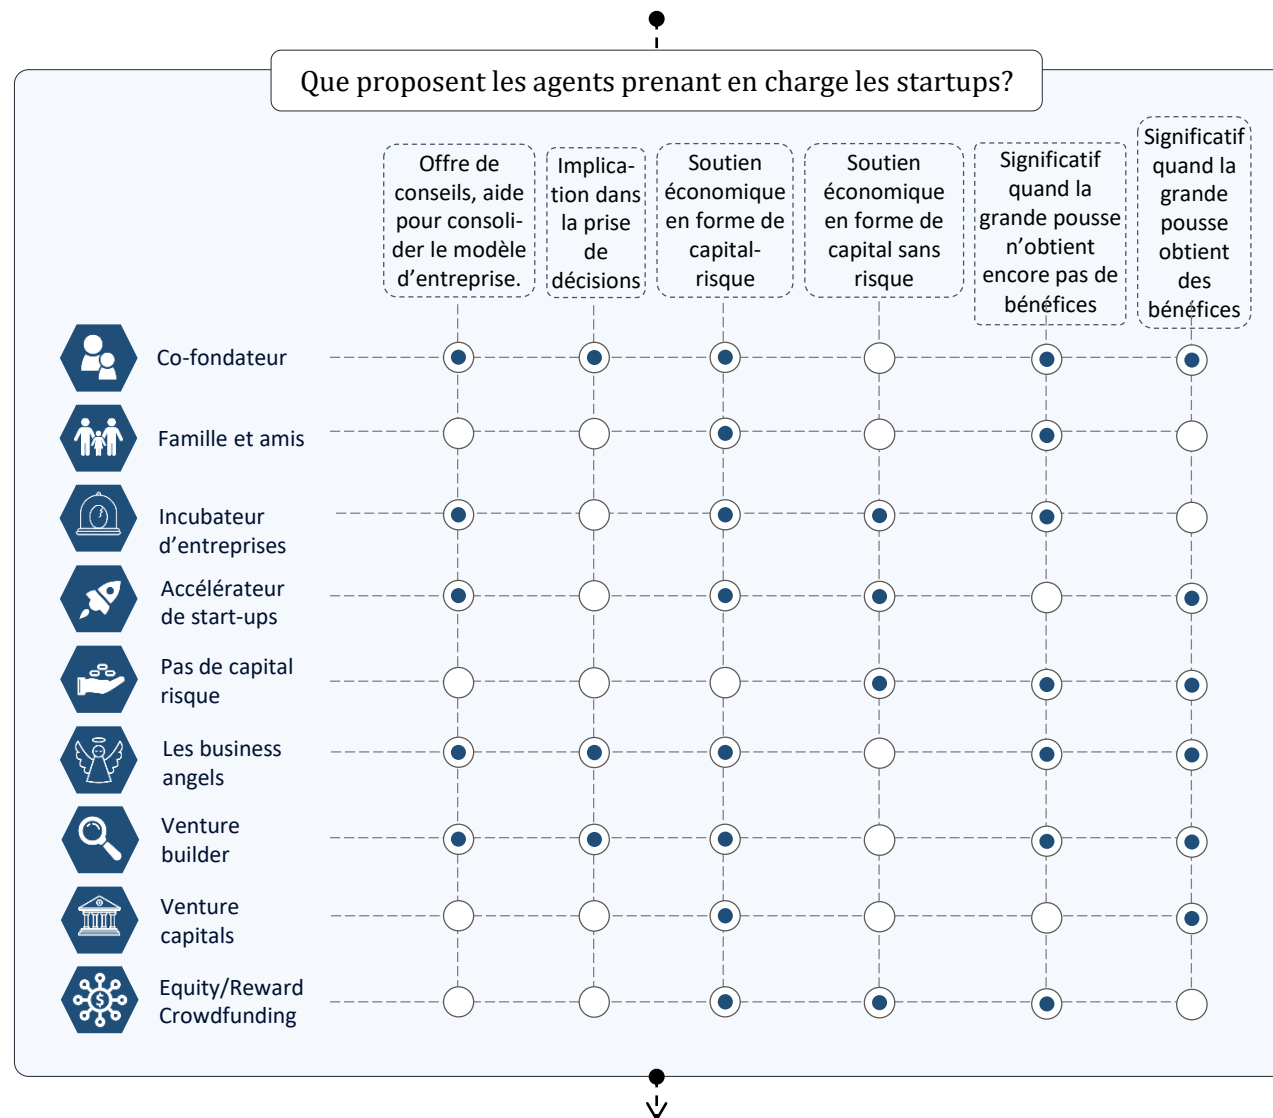 Que proposent les agents prenant en charge les startups?
Offre de
conseils, aide
pour consoli-
der le modèle
d’entreprise.
Implica-
tion dans
la prise
de
décisions
Soutien
économique
en forme de
capital-
risque
Soutien
économique
en forme de
capital sans
risque
Significatif
quand la
grande pousse
n’obtient
encore pas de
bénéfices
Significatif
quand la
grande
pousse
obtient
des
bénéfices
Co-fondateur
Famille et amis
Incubateur
d’entreprises
Accélérateur
de start-ups
Pas de capital
risque
Les business
angels
Venture
builder
Venture
capitals
$
Equity/Reward
Crowdfunding